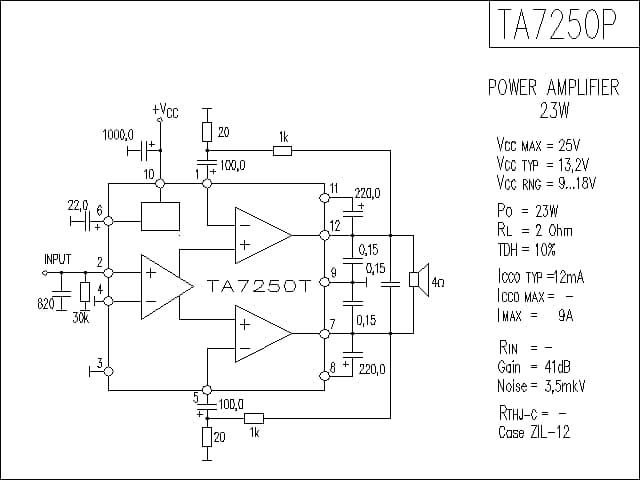 TA7250P
POWER AMPLIFIER
23W
VCC MAX = 25V
VCC TYP = 13,2V
VCC RNG = 9...18V
PO = 23W
RL = 2 Ohm
TDH = 10%
ICCO TYP =12mA
ICCO MAX = -
IMAX = 9A
RIN = -
Gain = 41dB
Noise = 3,5mkV
RTHJ-C = -
Case ZIL-12
+VCC
1000,0
+
20
1k
+
100,0
10
1
11
220,0
22,0
6
+
+
12
-
+
0,15
INPUT
2
9
0,15
+
TA7250T
4Ω
4
-
820
30k
0,15
+
7
-
3
+
220,0
8
5
100,0
+
1k
20